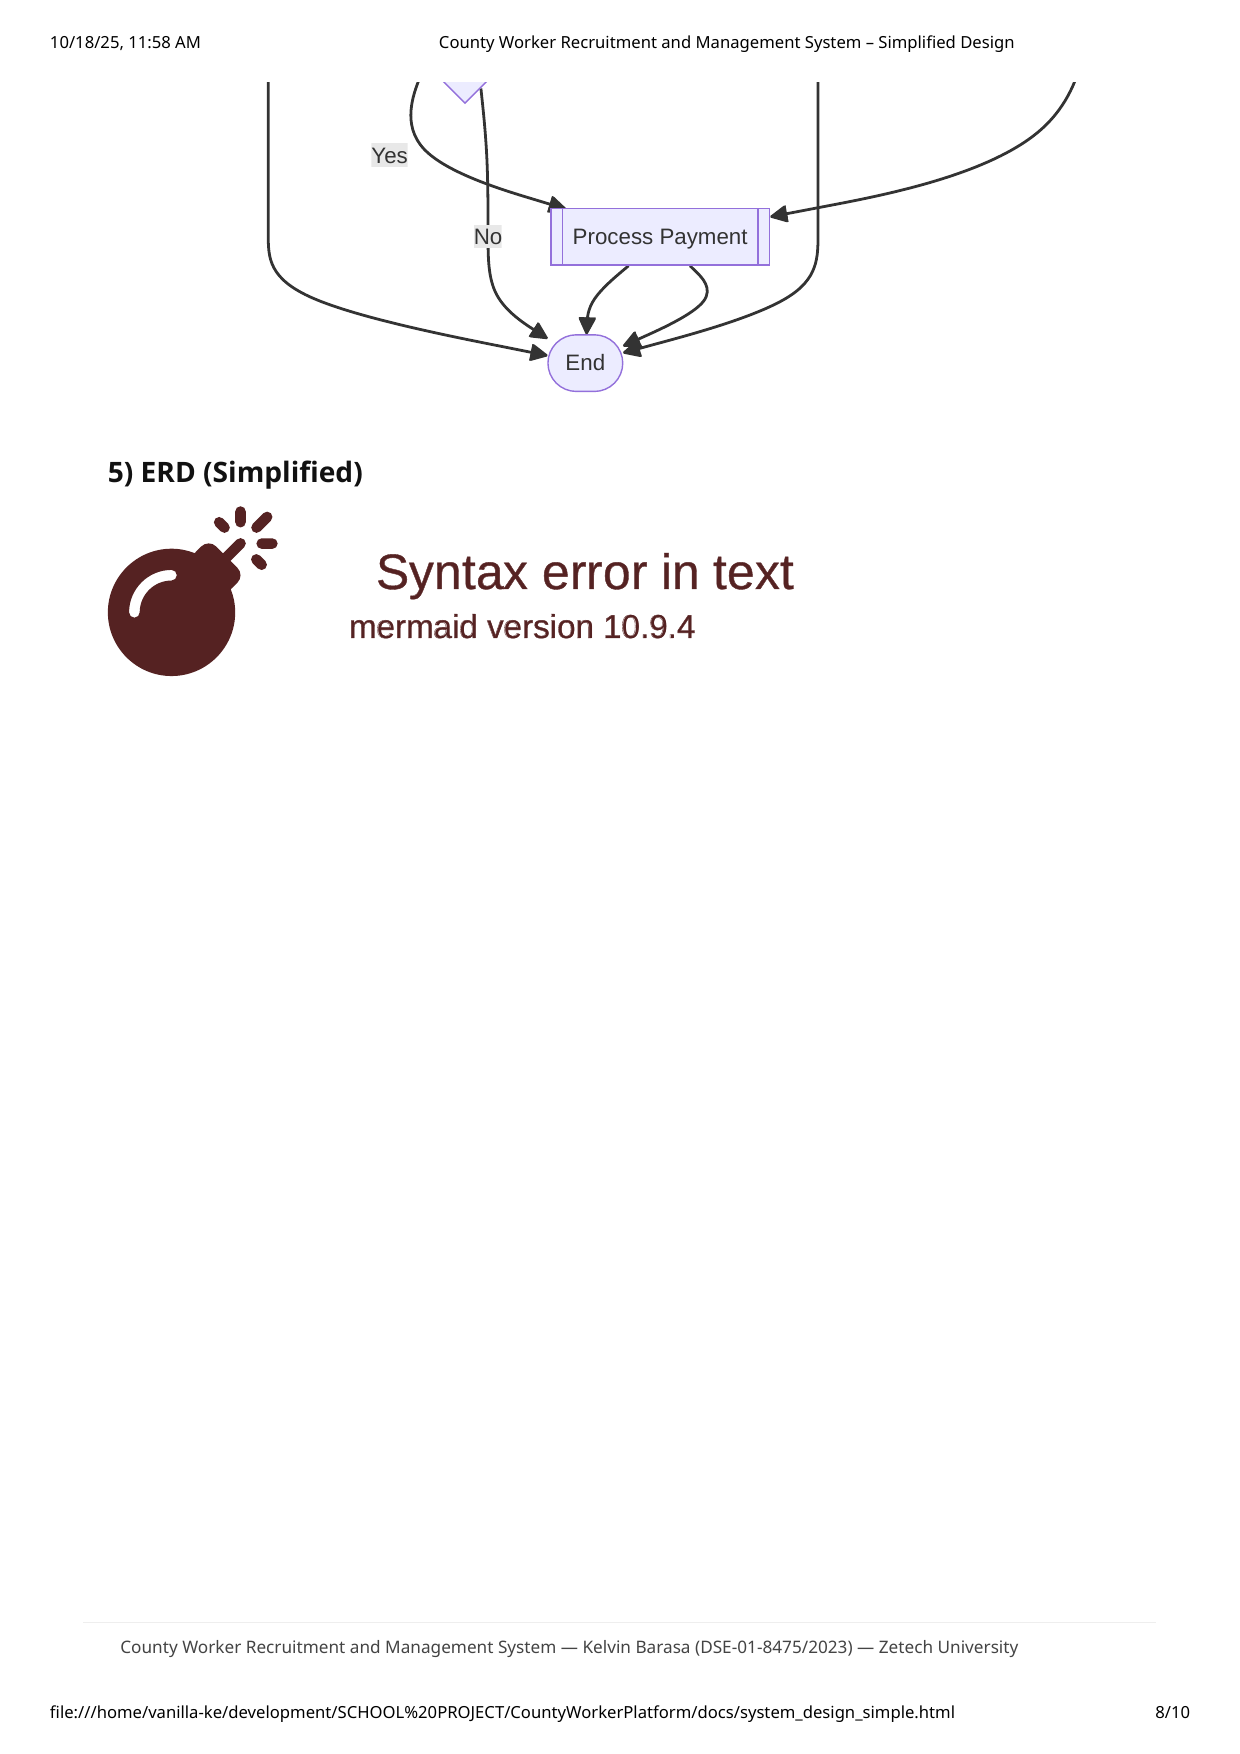 10/18/25, 11:58 AM County Worker Recruitment and Management System – Simplified Design
Yes
No
Process Payment
End
5) ERD (Simplified)
Syntax error in text
mermaid version 10.9.4
County Worker Recruitment and Management System — Kelvin Barasa (DSE-01-8475/2023) — Zetech University
file:///home/vanilla-ke/development/SCHOOL%20PROJECT/CountyWorkerPlatform/docs/system_design_simple.html 8/10